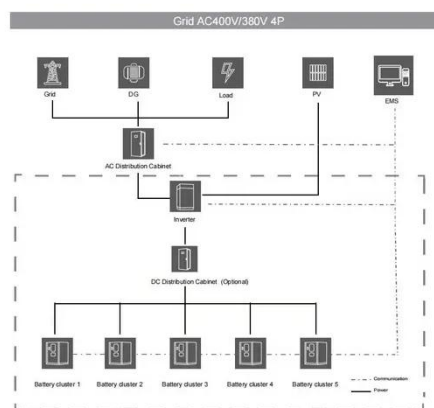 Grid AC400V/380V 4P
Grid
DG
Load
PV
EMS
AC Distribution Cabinet
Inverter
DC Distribution Cabinet (Optional)
Battery cluster 1
Battery cluster 2
Battery cluster 3
Battery cluster 4
Battery cluster 5
Communication
Power